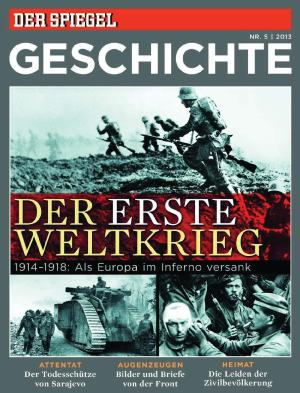 DER SPIEGEL
GESCHICHTE
NR. 5 | 2013
DER ERSTE
WELTKRIEG
1914–1918: Als Europa im Inferno versank
ATTENTAT
Der Todesschütze
von Sarajevo
AUGENZEUGEN
Bilder und Briefe
von der Front
HEIMAT
Die Leiden der
Zivilbevölkerung